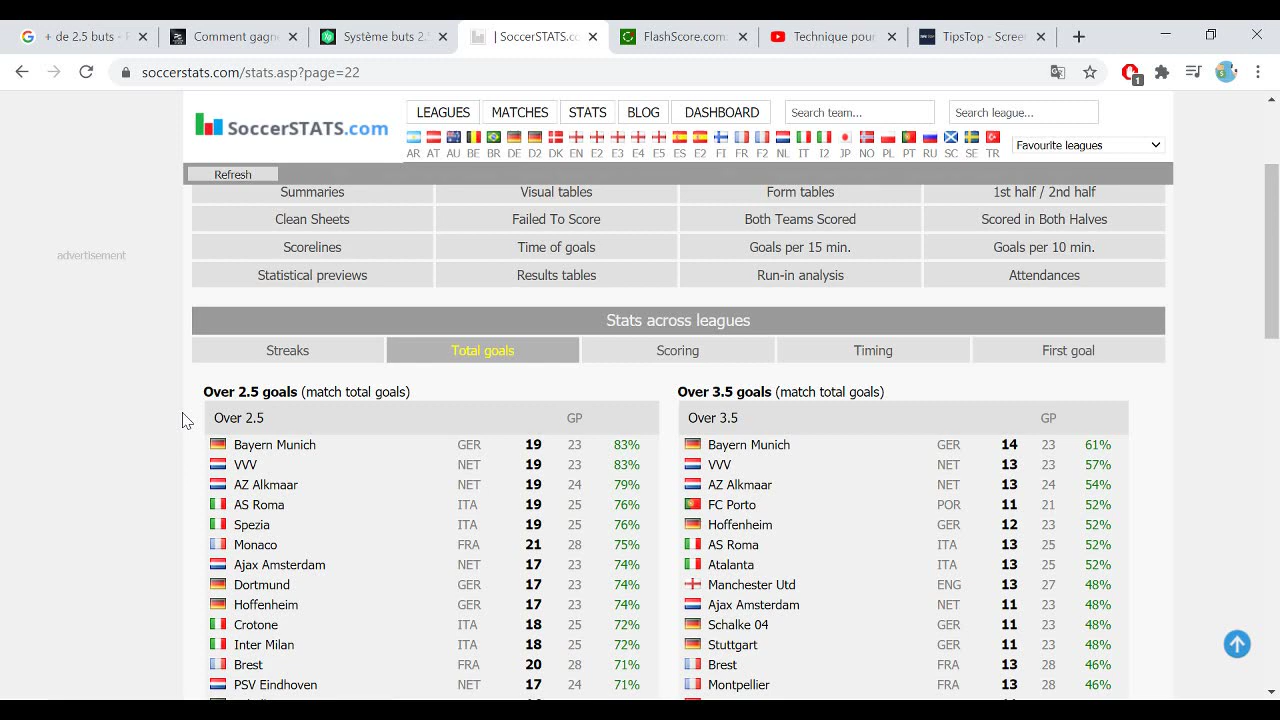 + de 2.5 buts - F
Comment gagn
Système buts 2.
| SoccerSTATS.co
FlashScore.com
Technique pour
TipsTop - Scree
soccerstats.com/stats.asp?page=22
1
SoccerSTATS.com
LEAGUES MATCHES STATS BLOG DASHBOARD
Search team...
Search league...
AR AT AU BE BR DE D2 DK EN E2 E3 E4 E5 ES E2 FI FR F2 NL IT I2 JP NO PL PT RU SC SE TR
Favourite leagues
Refresh
Summaries Visual tables Form tables 1st half / 2nd half
Clean Sheets Failed To Score Both Teams Scored Scored in Both Halves
Scorelines Time of goals Goals per 15 min. Goals per 10 min.
Statistical previews Results tables Run-in analysis Attendances
advertisement
Stats across leagues
Streaks Total goals Scoring Timing First goal
Over 2.5 goals (match total goals)
Over 2.5 GP
Bayern Munich GER 19 23 83%
VVV NET 19 23 83%
AZ Alkmaar NET 19 24 79%
AS Roma ITA 19 25 76%
Spezia ITA 19 25 76%
Monaco FRA 21 28 75%
Ajax Amsterdam NET 17 23 74%
Dortmund GER 17 23 74%
Hoffenheim GER 17 23 74%
Crotone ITA 18 25 72%
Inter Milan ITA 18 25 72%
Brest FRA 20 28 71%
PSV Eindhoven NET 17 24 71%
Over 3.5 goals (match total goals)
Over 3.5 GP
Bayern Munich GER 14 23 61%
VVV NET 13 23 57%
AZ Alkmaar NET 13 24 54%
FC Porto POR 11 21 52%
Hoffenheim GER 12 23 52%
AS Roma ITA 13 25 52%
Atalanta ITA 13 25 52%
Manchester Utd ENG 13 27 48%
Ajax Amsterdam NET 11 23 48%
Schalke 04 GER 11 23 48%
Stuttgart GER 11 23 48%
Brest FRA 13 28 46%
Montpellier FRA 13 28 46%